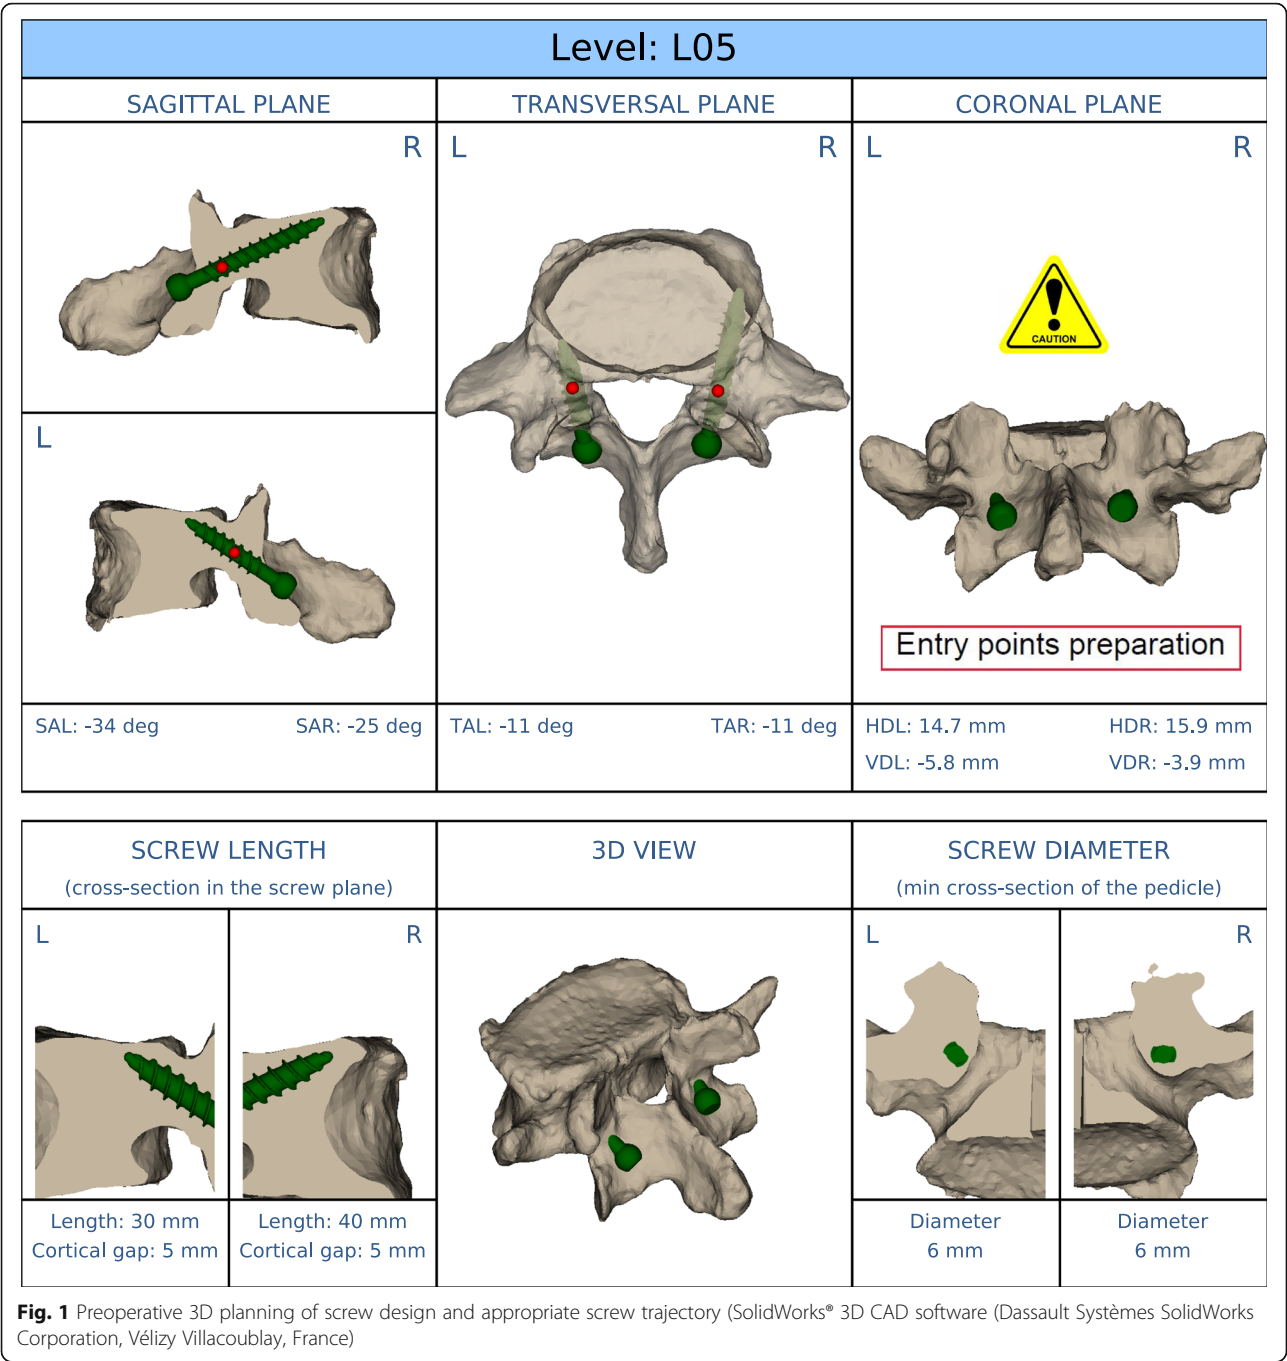 Level: L05
SAGITTAL PLANE
TRANSVERSAL PLANE
CORONAL PLANE
R
L
R
L
R
CAUTION
L
Entry points preparation
SAL: -34 deg
SAR: -25 deg
TAL: -11 deg
TAR: -11 deg
HDL: 14.7 mm
HDR: 15.9 mm
VDL: -5.8 mm
VDR: -3.9 mm
SCREW LENGTH
(cross-section in the screw plane)
3D VIEW
SCREW DIAMETER
(min cross-section of the pedicle)
L
R
L
R
Length: 30 mm
Cortical gap: 5 mm
Length: 40 mm
Cortical gap: 5 mm
Diameter
6 mm
Diameter
6 mm
Fig. 1 Preoperative 3D planning of screw design and appropriate screw trajectory (SolidWorks® 3D CAD software (Dassault Systèmes SolidWorks
Corporation, Vélizy Villacoublay, France)